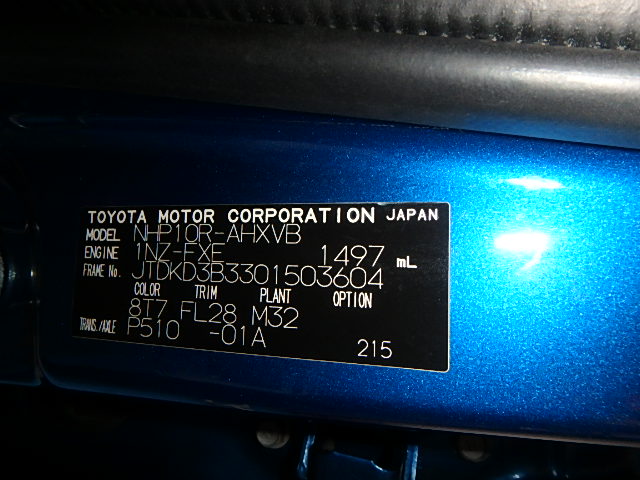 TOYOTA MOTOR CORPORATION JAPAN
MODEL NHP10R-AHXVB
ENGINE 1NZ-FXE 1497 mL
FRAME No. JTDKD3B3301503604
COLOR TRIM PLANT OPTION
8T7 FL28 M32
TRANS./AXLE P510 -01A
215